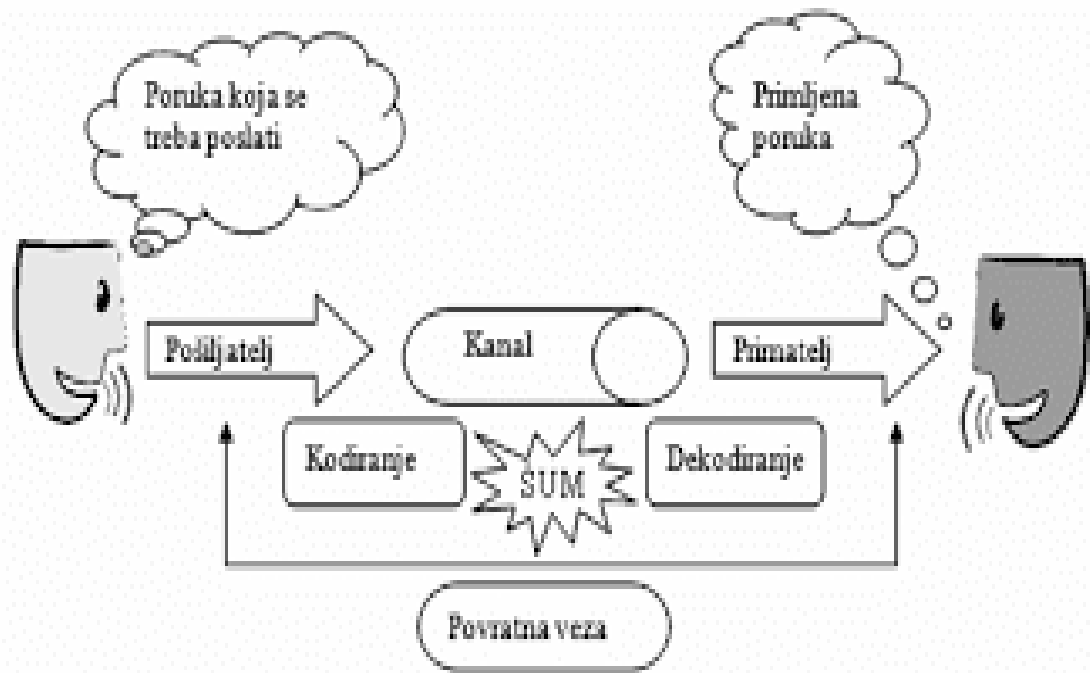 Poruka koja se
treba poslati
Primljena
poruka
Pošiljatelj
Kanal
Primatelj
Kodiranje
ŠUM
Dekodiranje
Povratna veza